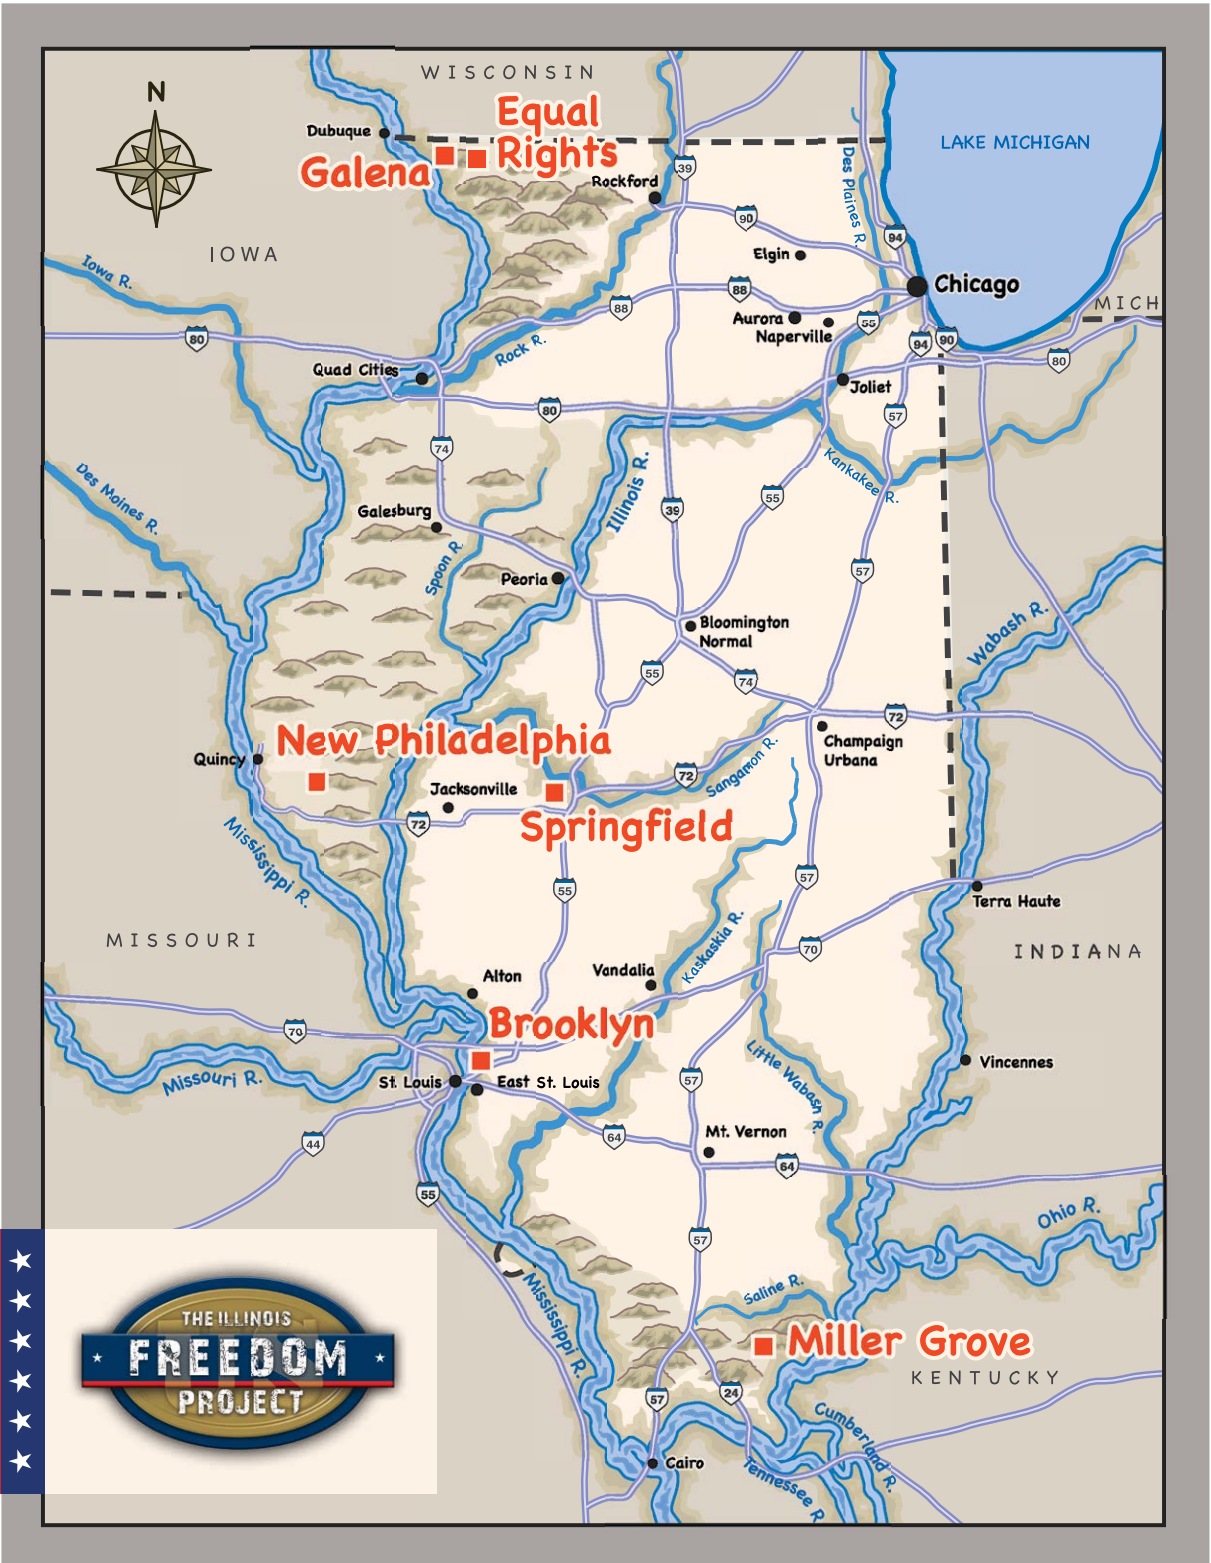 WISCONSIN
N
Equal
Rights
Dubuque
Galena
Rockford
39
Des Plaines R.
LAKE MICHIGAN
90
94
IOWA
Elgin
Iowa R.
Chicago
88
88
MICH
Aurora
Naperville
55
80
Rock R.
94
90
80
Quad Cities
Joliet
80
57
74
Kankakee R.
Illinois R.
Des Moines R.
55
Galesburg
39
Spoon R.
57
Peoria
Wabash R.
Bloomington
Normal
55
74
72
New Philadelphia
Champaign
Urbana
Quincy
72
Sangamon R.
Jacksonville
72
Springfield
Mississippi R.
57
55
Terra Haute
MISSOURI
Kaskaskia R.
70
INDIANA
Alton
Vandalia
70
Brooklyn
Little Wabash R.
Vincennes
Missouri R.
St. Louis
East St. Louis
57
44
64
Mt. Vernon
64
55
Ohio R.
57
Mississippi R.
Saline R.
THE ILLINOIS
FREEDOM
PROJECT
Miller Grove
KENTUCKY
57
24
Cumberland R.
Cairo
Tennessee R.